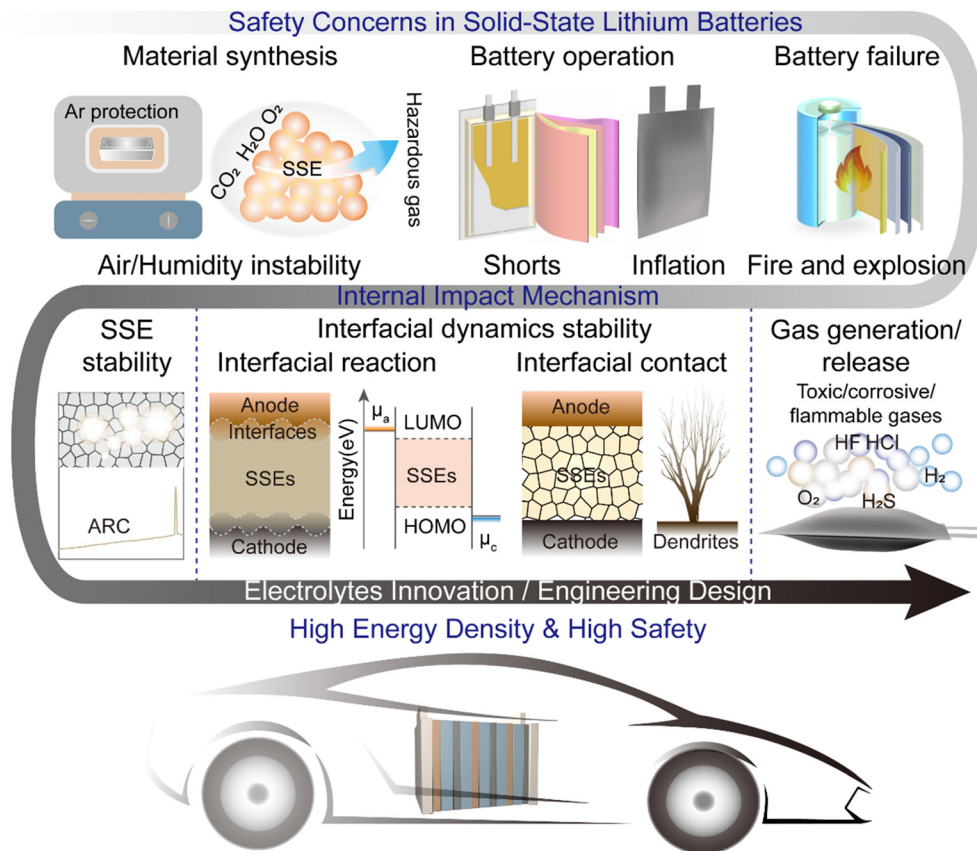 Safety Concerns in Solid-State Lithium Batteries
Material synthesis
Battery operation
Battery failure
Ar protection
CO₂ H₂O O₂
SSE
Hazardous gas
Air/Humidity instability
Shorts
Inflation
Fire and explosion
Internal Impact Mechanism
SSE
stability
Interfacial dynamics stability
Interfacial reaction
Interfacial contact
Gas generation/
release
ARC
Anode
Interfaces
SSEs
Cathode
Energy(eV)
μₐ
LUMO
SSEs
HOMO
μ꜀
Anode
SSEs
Cathode
Dendrites
Toxic/corrosive/
flammable gases
HF HCl
H₂
O₂
H₂S
Electrolytes Innovation / Engineering Design
High Energy Density & High Safety